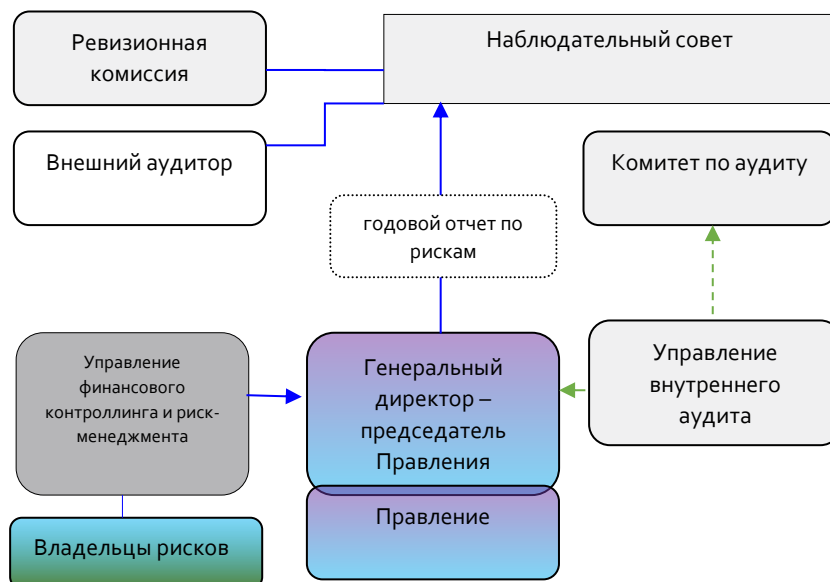 Ревизионная
комиссия
Наблюдательный совет
Внешний аудитор
Комитет по аудиту
годовой отчет по
рискам
Управление
финансового
контроллинга и риск-
менеджмента
Генеральный
директор –
председатель
Правления
Управление
внутреннего
аудита
Правление
Владельцы рисков